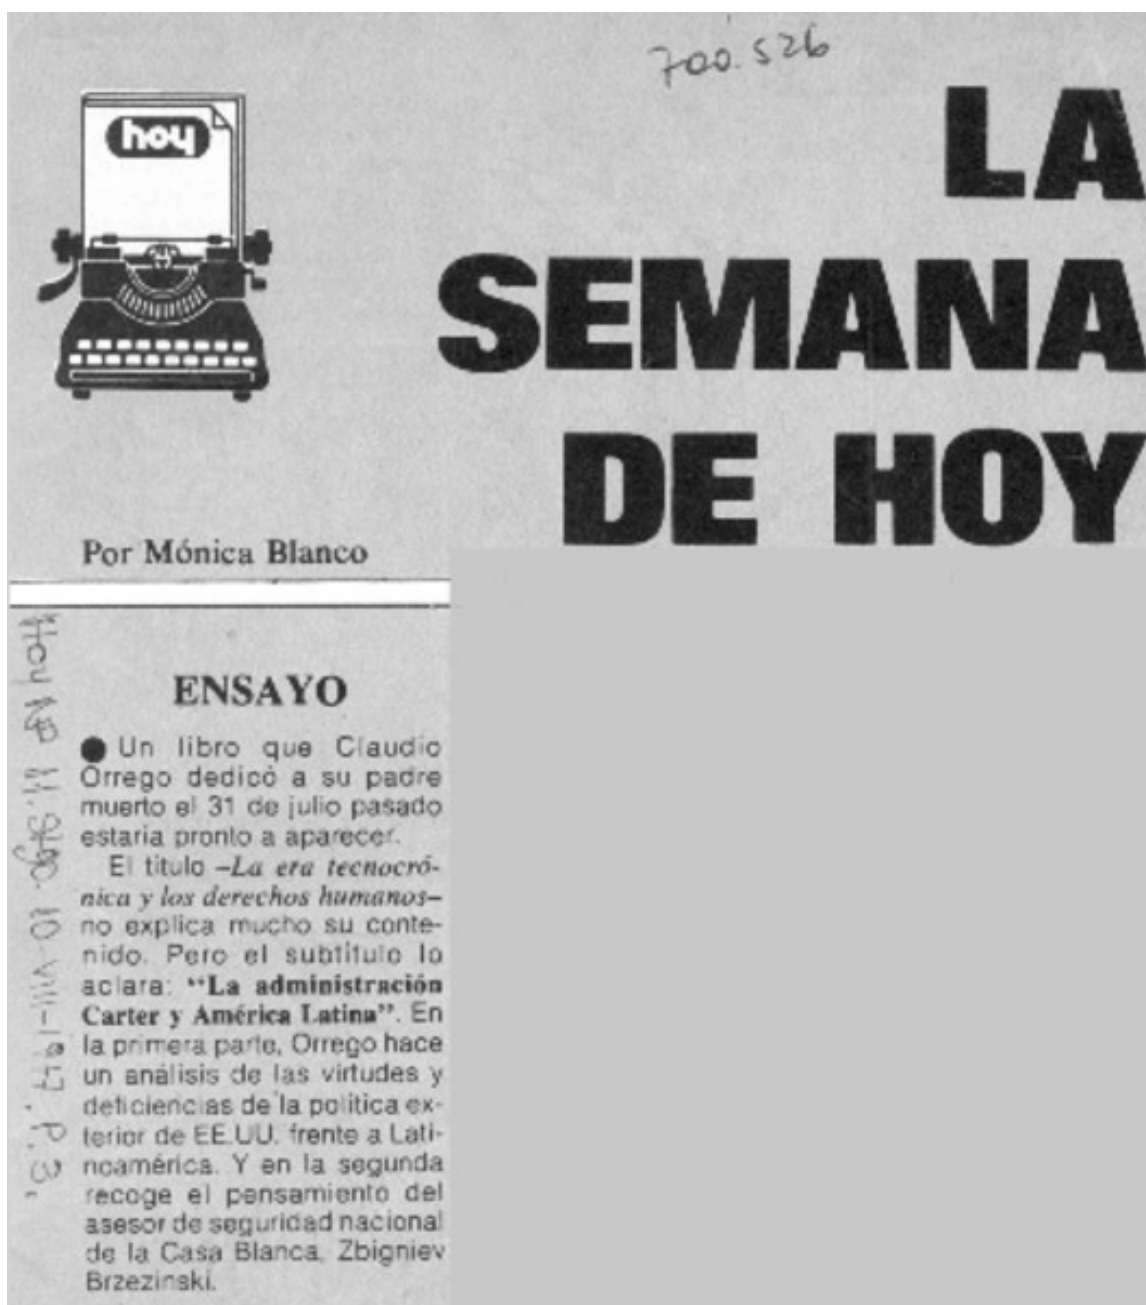 700.526
hoy
LA
SEMANA
DE HOY
Por Mónica Blanco
Hoy Nº 11. Stgo. 10-VIII-1977. P. 3.
ENSAYO
● Un libro que Claudio
Orrego dedicó a su padre
muerto el 31 de julio pasado
estaría pronto a aparecer.
El título –La era tecnocró-
nica y los derechos humanos–
no explica mucho su conte-
nido. Pero el subtítulo lo
aclara: “La administración
Carter y América Latina”. En
la primera parte, Orrego hace
un análisis de las virtudes y
deficiencias de la política ex-
terior de EE.UU. frente a Lati-
noamérica. Y en la segunda
recoge el pensamiento del
asesor de seguridad nacional
de la Casa Blanca, Zbigniev
Brzezinski.